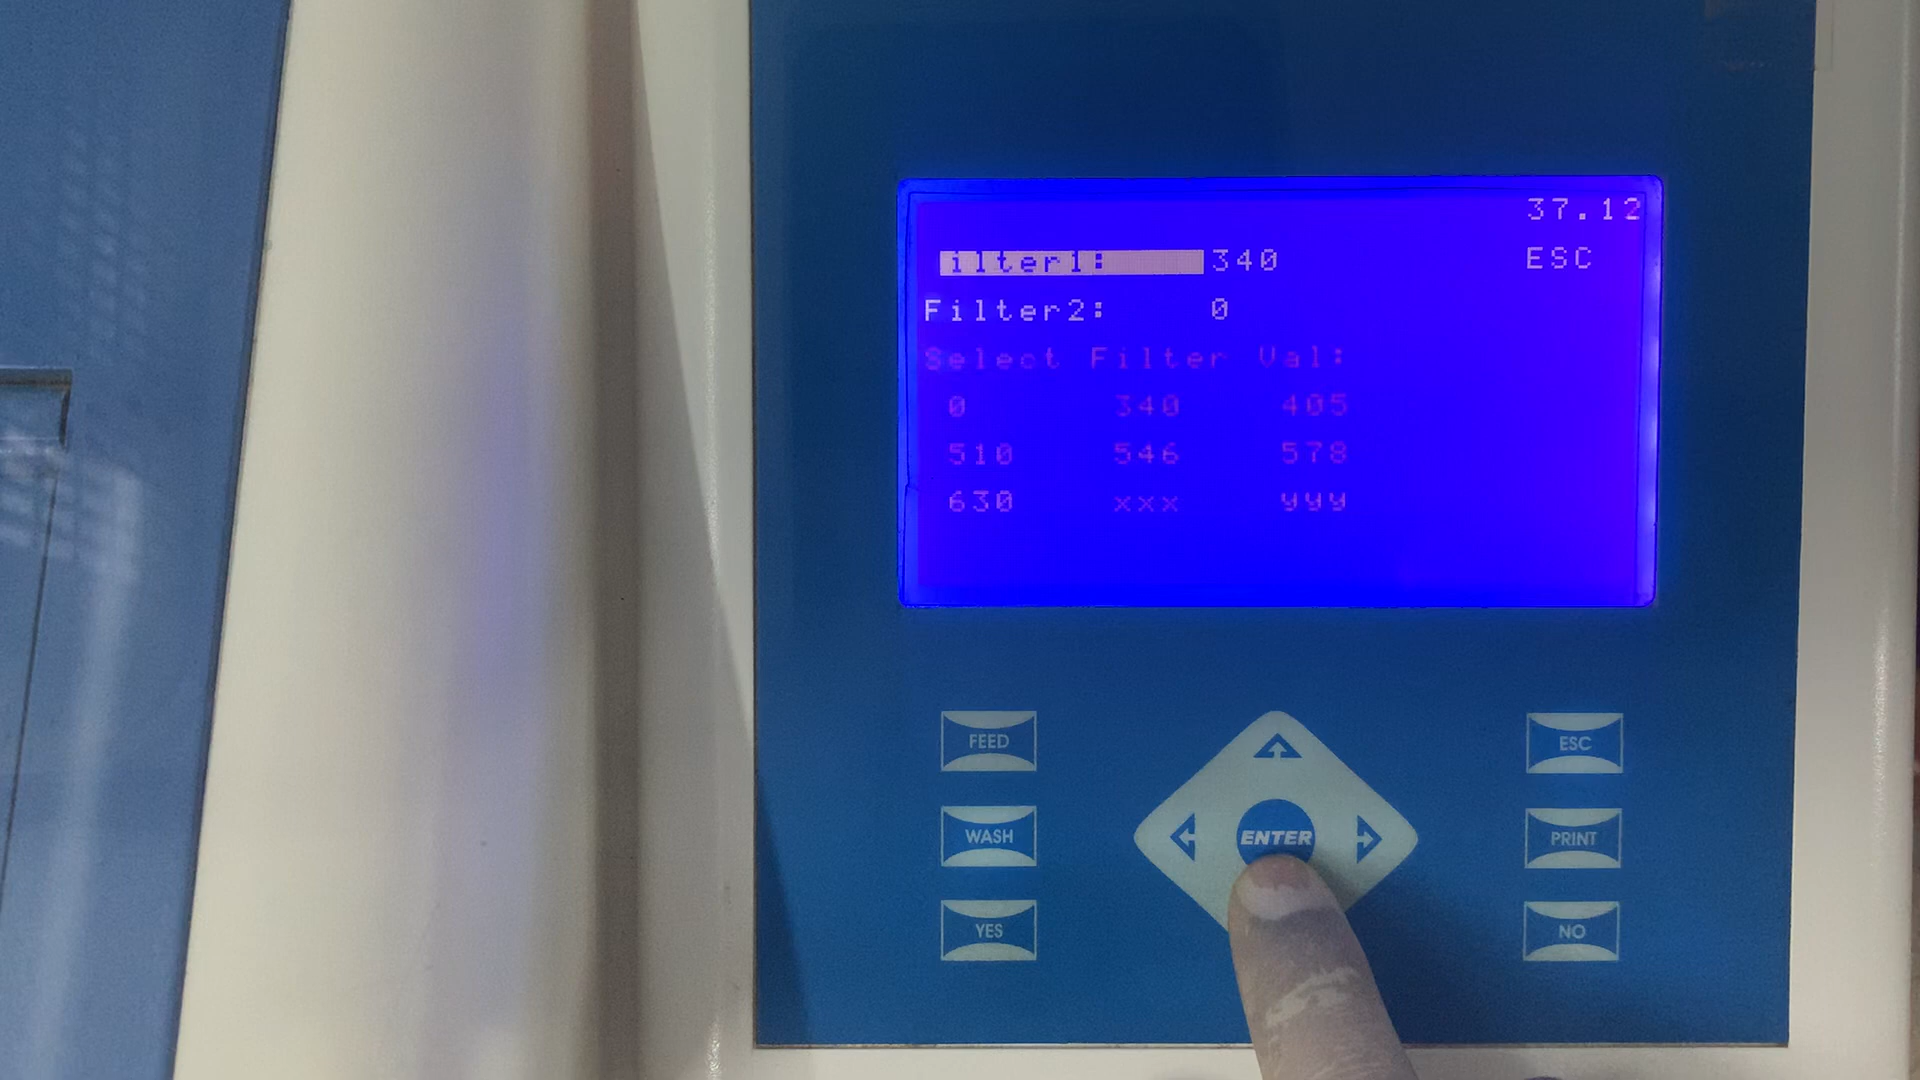 37.12
ilter1: 340 ESC
Filter2: 0
Select Filter Val:
0 340 405
510 546 578
630 xxx yyy
FEED ESC
WASH ENTER PRINT
YES NO